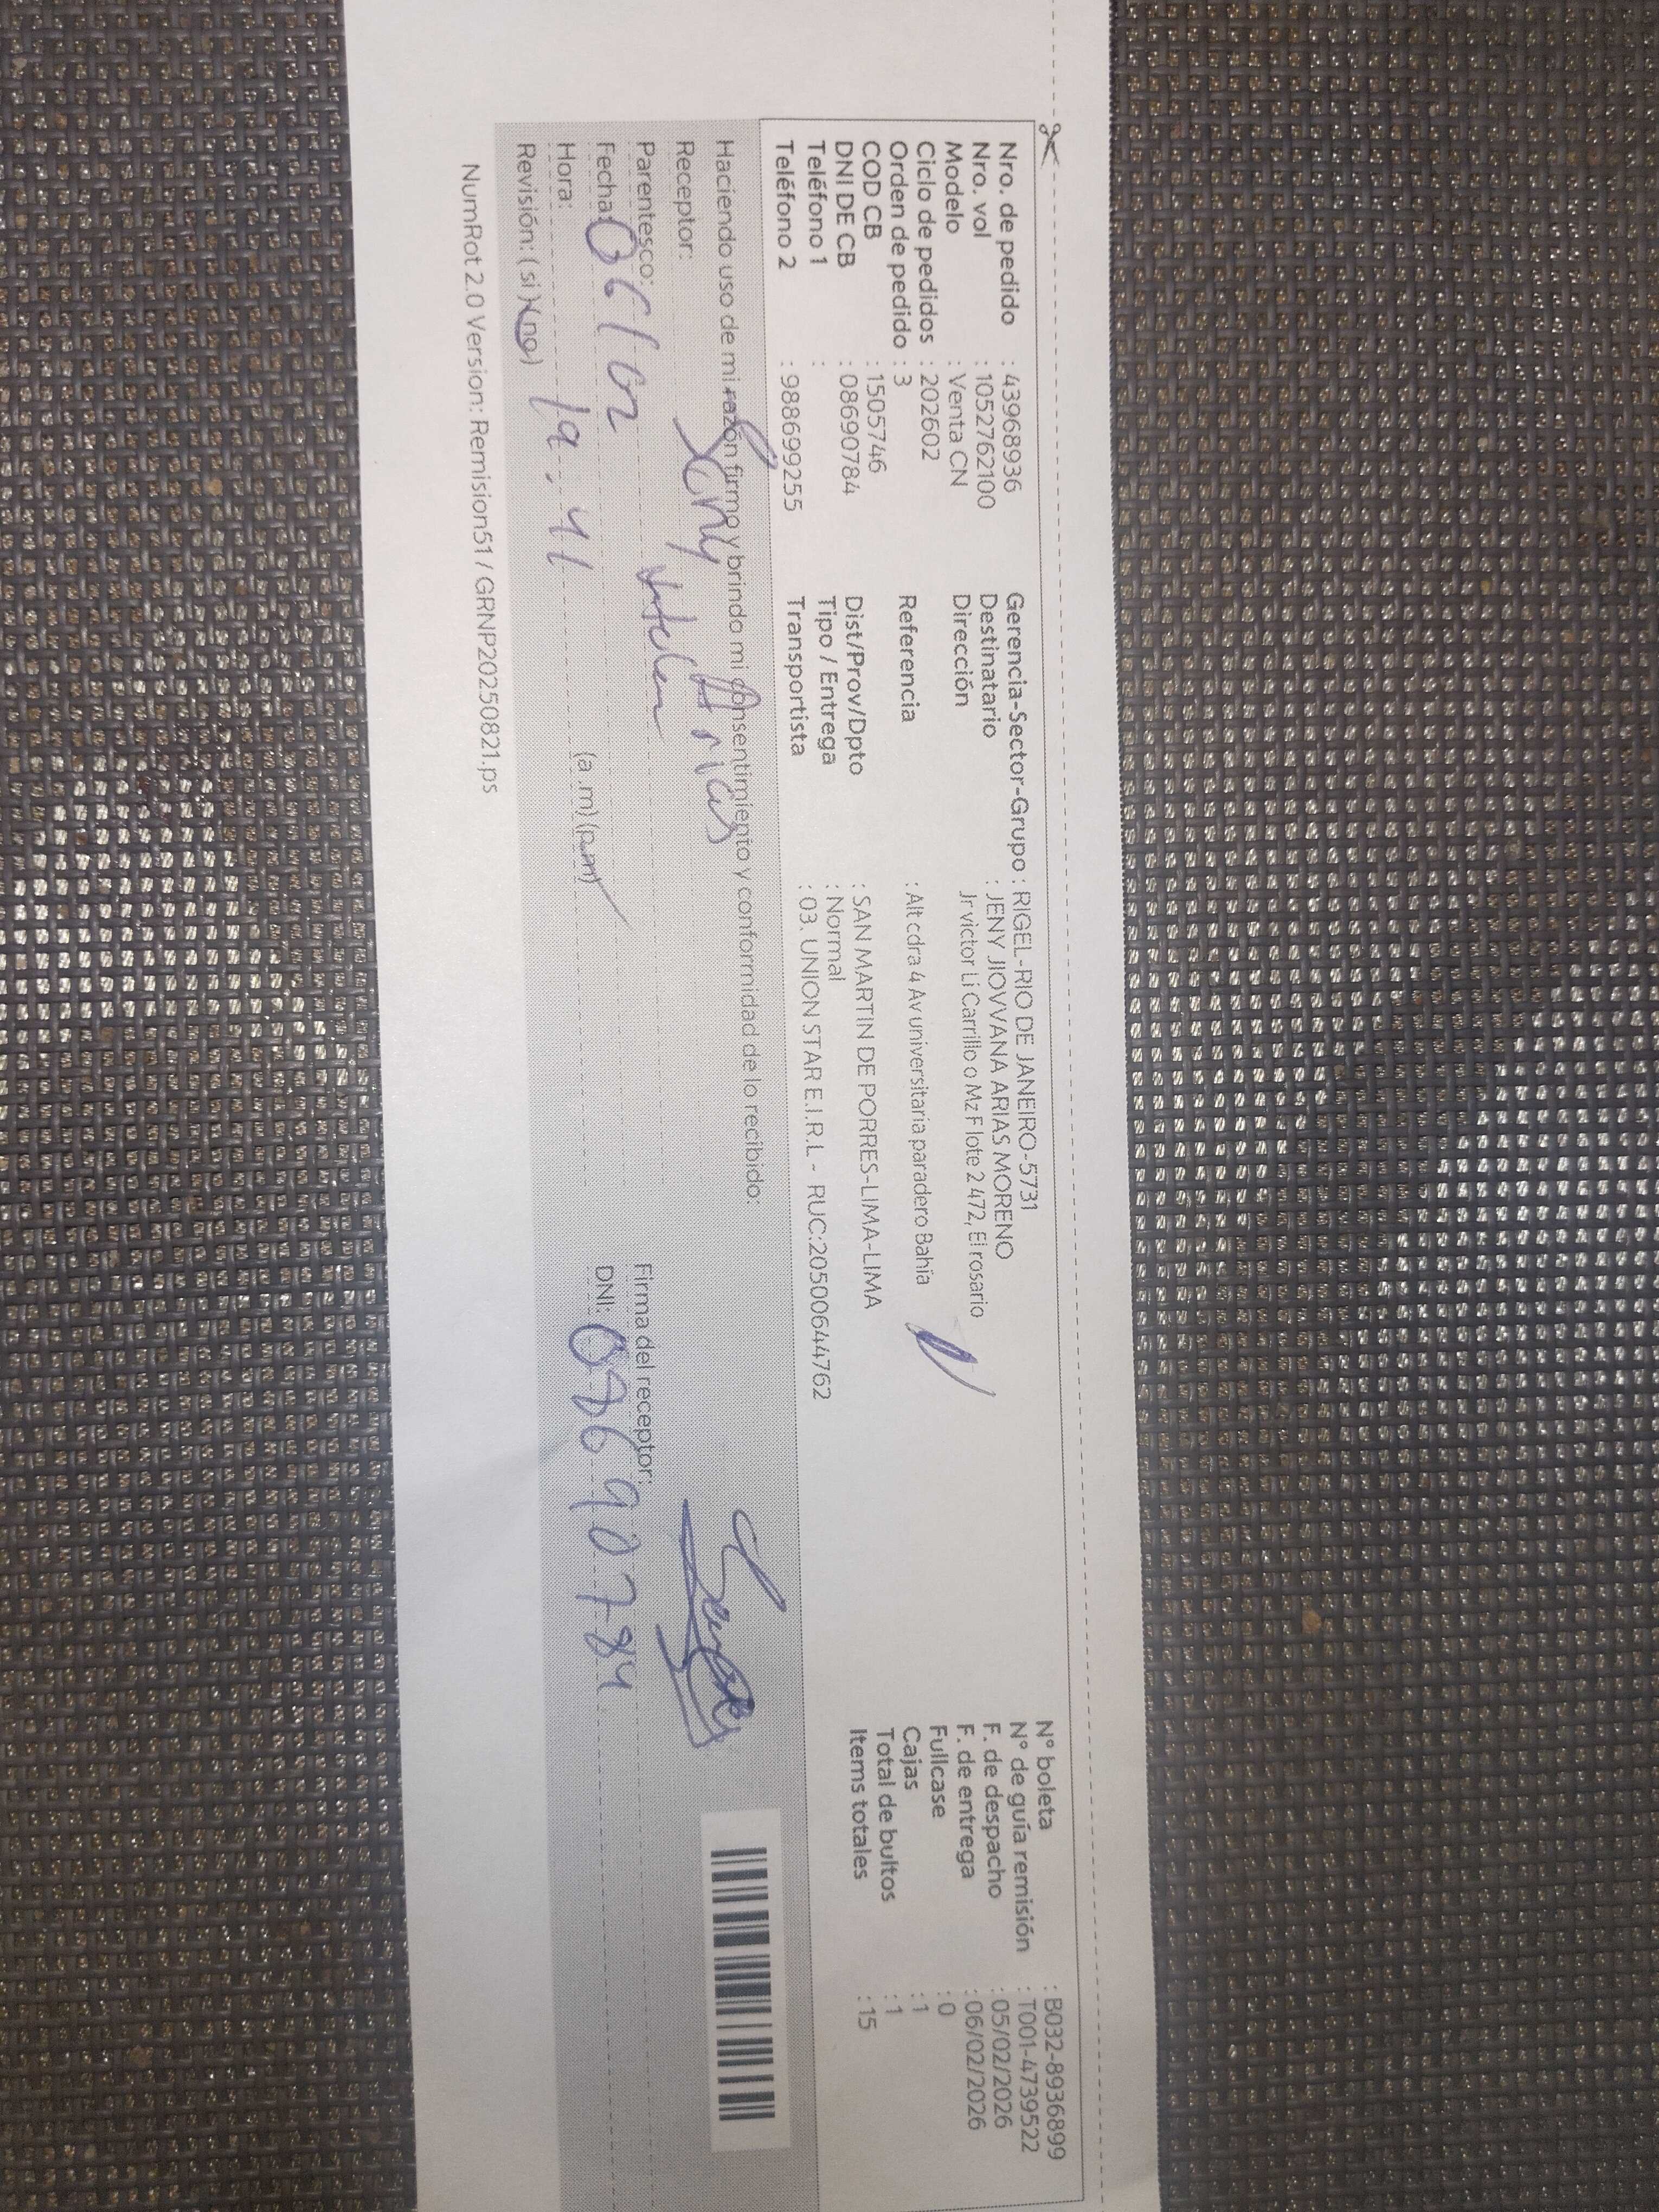 Nro. de pedido : 43968936
Nro. vol : 1052762100
Modelo : Venta CN
Ciclo de pedidos : 202602
Orden de pedido : 3
COD CB : 1505746
DNI DE CB : 08690784
Teléfono 1 :
Teléfono 2 : 988699255
Gerencia-Sector-Grupo : RIGEL-RIO DE JANEIRO-5731
Destinatario : JENY JIOVVANA ARIAS MORENO
Dirección Jr victor Li Carrillo o Mz F lote 2 472, El rosario
Referencia : Alt cdra 4 Av universitaria paradero Bahía
Dist/Prov/Dpto : SAN MARTIN DE PORRES-LIMA-LIMA
Tipo / Entrega : Normal
Transportista : 03. UNION STAR E.I.R.L - RUC:20500644762
N° boleta : B032-8936899
N° de guía remisión : T001-4739522
F. de despacho : 05/02/2026
F. de entrega : 06/02/2026
Fullcase : 0
Cajas : 1
Total de bultos : 1
Items totales : 15
Haciendo uso de mi razón firmo y brindo mi consentimiento y conformidad de lo recibido:
Receptor: Jeny Arias
Parentesco:
Fecha: 06/02
Hora: (a.m)(p.m)
Revisión: ( si )( no)
Firma del receptor:
DNI: 08690784
NumRot 2.0 Version: Remision51 / GRNP20250821.ps